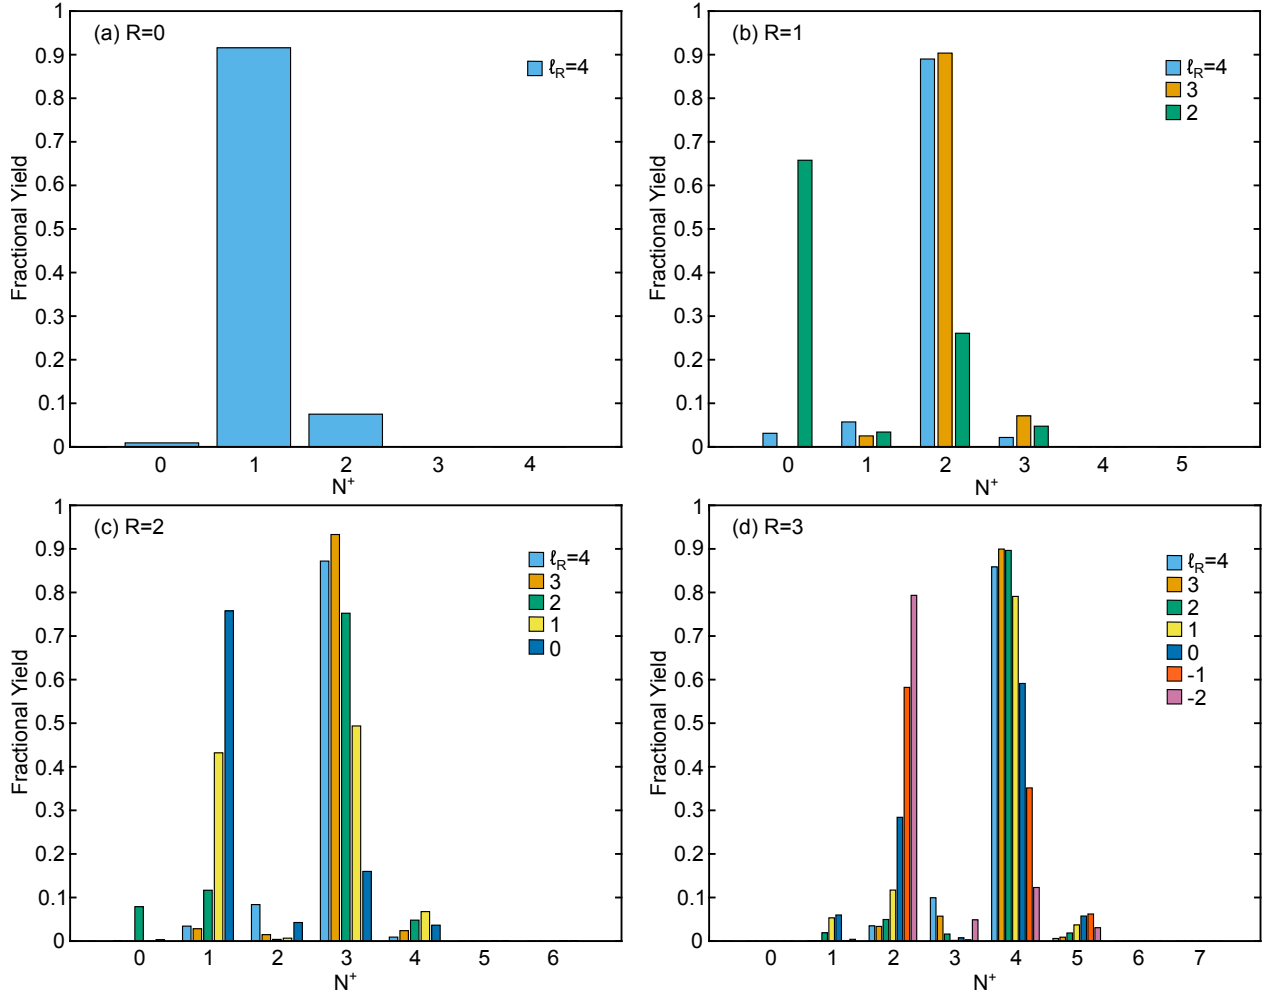 (a) R=0
ℓR=4
Fractional Yield
1
0.9
0.8
0.7
0.6
0.5
0.4
0.3
0.2
0.1
0
0 1 2 3 4
N+
(b) R=1
ℓR=4
3
2
Fractional Yield
1
0.9
0.8
0.7
0.6
0.5
0.4
0.3
0.2
0.1
0
0 1 2 3 4 5
N+
(c) R=2
ℓR=4
3
2
1
0
Fractional Yield
1
0.9
0.8
0.7
0.6
0.5
0.4
0.3
0.2
0.1
0
0 1 2 3 4 5 6
N+
(d) R=3
ℓR=4
3
2
1
0
-1
-2
Fractional Yield
1
0.9
0.8
0.7
0.6
0.5
0.4
0.3
0.2
0.1
0
0 1 2 3 4 5 6 7
N+